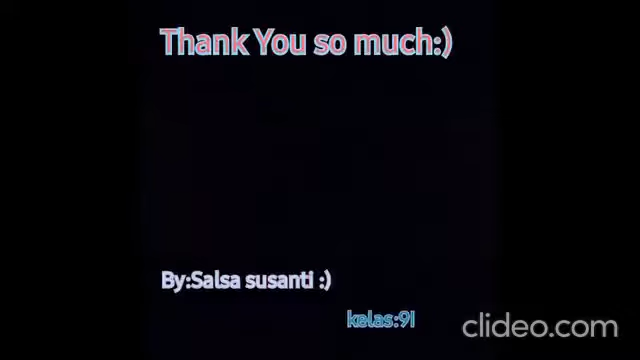 Thank You so much:)
By:Salsa susanti :)
kelas:9I
clideo.com